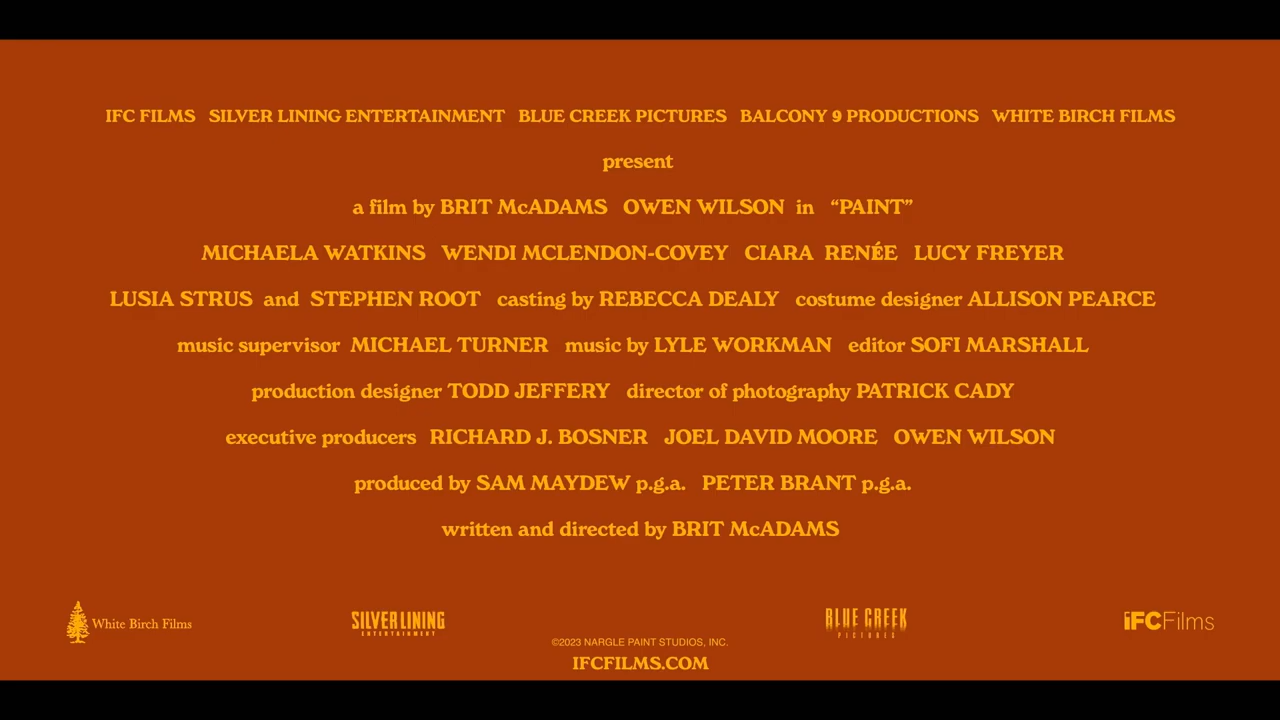 IFC FILMS SILVER LINING ENTERTAINMENT BLUE CREEK PICTURES BALCONY 9 PRODUCTIONS WHITE BIRCH FILMS
present
a film by BRIT McADAMS OWEN WILSON in “PAINT”
MICHAELA WATKINS WENDI MCLENDON-COVEY CIARA RENÉE LUCY FREYER
LUSIA STRUS and STEPHEN ROOT casting by REBECCA DEALY costume designer ALLISON PEARCE
music supervisor MICHAEL TURNER music by LYLE WORKMAN editor SOFI MARSHALL
production designer TODD JEFFERY director of photography PATRICK CADY
executive producers RICHARD J. BOSNER JOEL DAVID MOORE OWEN WILSON
produced by SAM MAYDEW p.g.a. PETER BRANT p.g.a.
written and directed by BRIT McADAMS
White Birch Films
SILVER LINING
ENTERTAINMENT
BLUE CREEK
PICTURES
iFC Films
©2023 NARGLE PAINT STUDIOS, INC.
IFCFILMS.COM